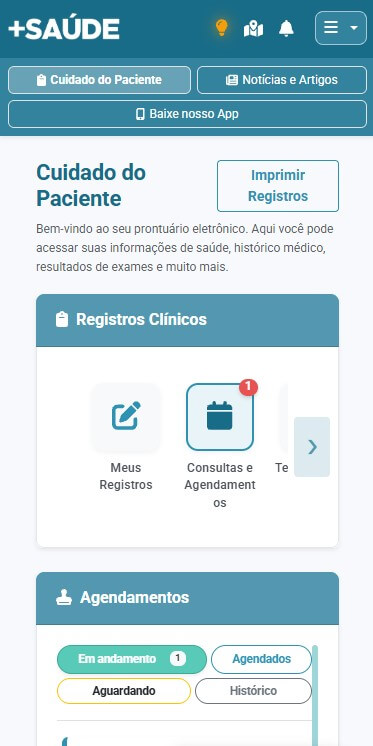 +SAÚDE
Cuidado do Paciente
Notícias e Artigos
Baixe nosso App
Cuidado do
Paciente
Imprimir
Registros
Bem-vindo ao seu prontuário eletrônico. Aqui você pode
acessar suas informações de saúde, histórico médico,
resultados de exames e muito mais.
Registros Clínicos
1
Meus
Registros
Consultas e
Agendament
os
Te
Agendamentos
Em andamento 1
Agendados
Aguardando
Histórico